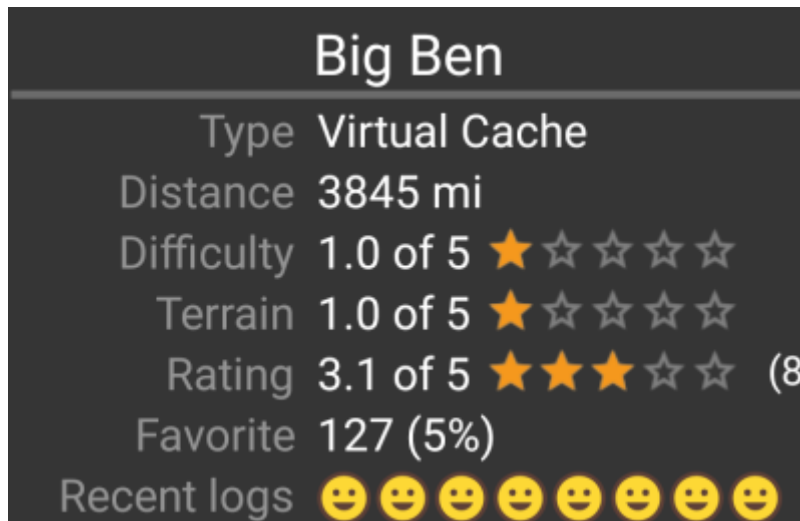 Big Ben
Type Virtual Cache
Distance 3845 mi
Difficulty 1.0 of 5
Terrain 1.0 of 5
Rating 3.1 of 5 (8
Favorite 127 (5%)
Recent logs